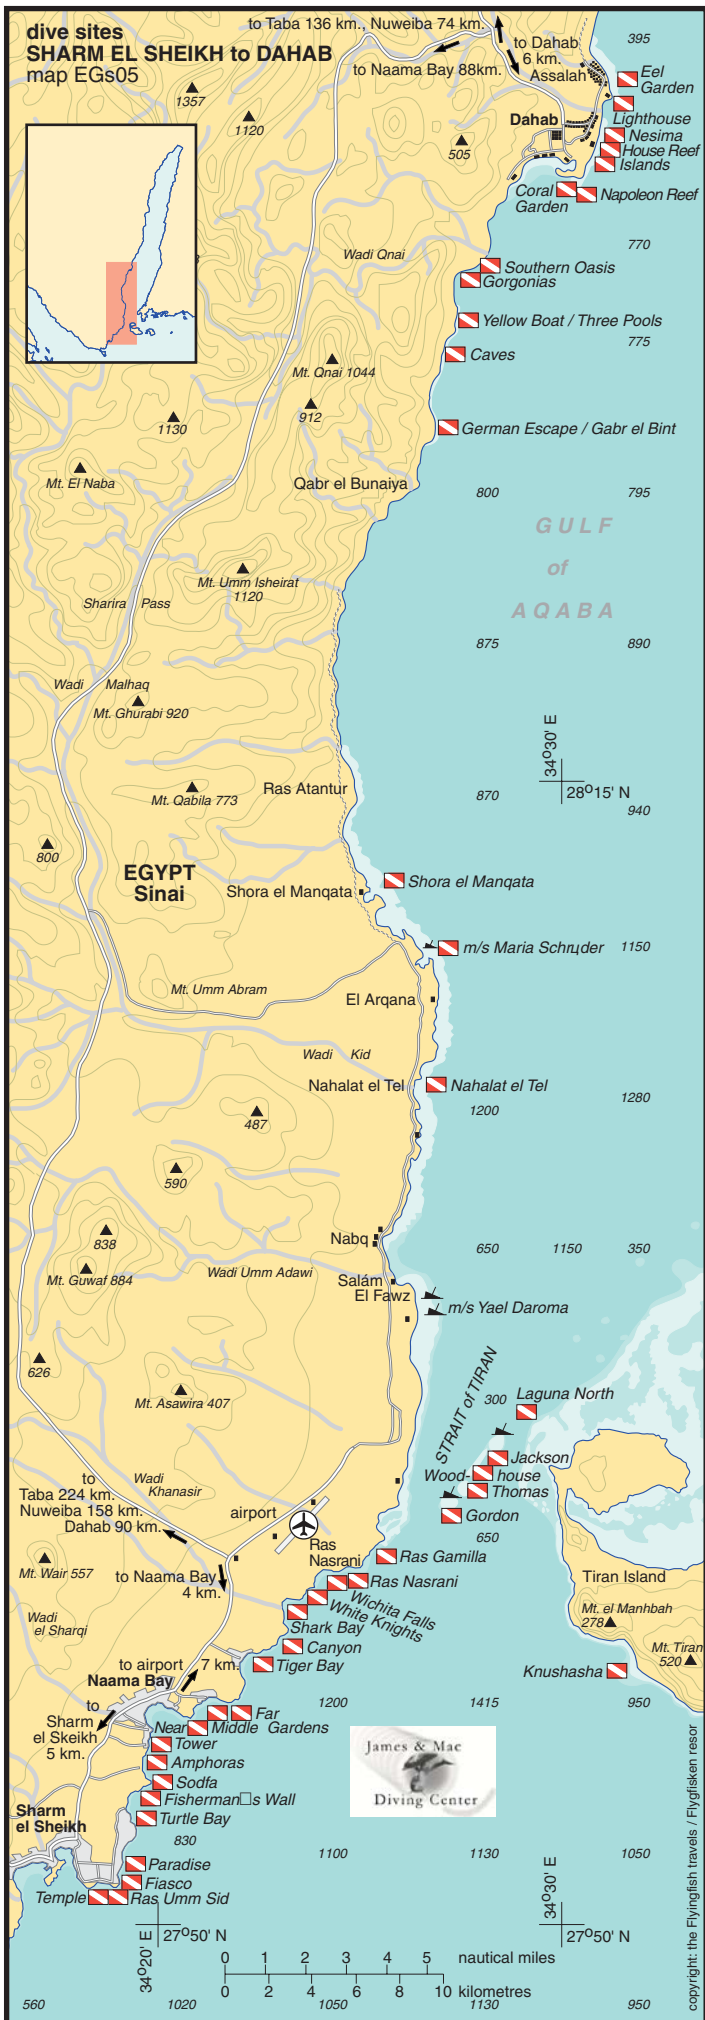 dive sites
SHARM EL SHEIKH to DAHAB
map EGs05
to Taba 136 km., Nuweiba 74 km.
to Naama Bay 88km.
to Dahab
6 km.
Assalah
395
Eel
Garden
Lighthouse
1357
1120
505
Dahab
Nesima
House Reef
Islands
Coral
Garden
Napoleon Reef
770
Wadi Qnai
Southern Oasis
Gorgonias
Yellow Boat / Three Pools
775
Caves
Mt. Qnai 1044
912
1130
German Escape / Gabr el Bint
Mt. El Naba
Qabr el Bunaiya
800
795
GULF
of
AQABA
Mt. Umm Isheirat
1120
Sharira Pass
875
890
Wadi Malhaq
Mt. Ghurabi 920
34º30' E
28º15' N
Mt. Qabila 773
Ras Atantur
870
940
800
EGYPT
Sinai
Shora el Manqata
Shora el Manqata
m/s Maria Schrцder
1150
Mt. Umm Abram
El Arqana
Wadi Kid
Nahalat el Tel
Nahalat el Tel
1280
1200
487
590
838
Nabq
650
1150
350
Mt. Guwaf 884
Wadi Umm Adawi
Salám
El Fawz
m/s Yael Daroma
626
Mt. Asawira 407
STRAIT of TIRAN
300
Laguna North
Jackson
Wood- house
Thomas
Gordon
650
to
Taba 224 km.
Nuweiba 158 km.
Dahab 90 km.
Wadi
Khanasir
airport
Ras
Nasrani
Ras Gamilla
Mt. Wair 557
to Naama Bay
4 km.
Ras Nasrani
Wichita Falls
White Knights
Shark Bay
Tiran Island
Mt. el Manhbah
278
Mt. Tiran
520
Wadi
el Sharqi
Canyon
Tiger Bay
Knushasha
to airport 7 km.
Naama Bay
1200
1415
950
to
Sharm
el Skeikh
5 km.
Near Middle Far
Gardens
Tower
Amphoras
Sodfa
Fisherman□s Wall
Turtle Bay
James & Mac
Diving Center
Sharm
el Sheikh
830
1100
1130
1050
Paradise
Fiasco
Temple
Ras Umm Sid
34º20' E
27º50' N
34º30' E
27º50' N
0 1 2 3 4 5 nautical miles
0 2 4 6 8 10 kilometres
560
1020
1050
1130
950
copyright: the Flyingfish travels / Flygfisken resor